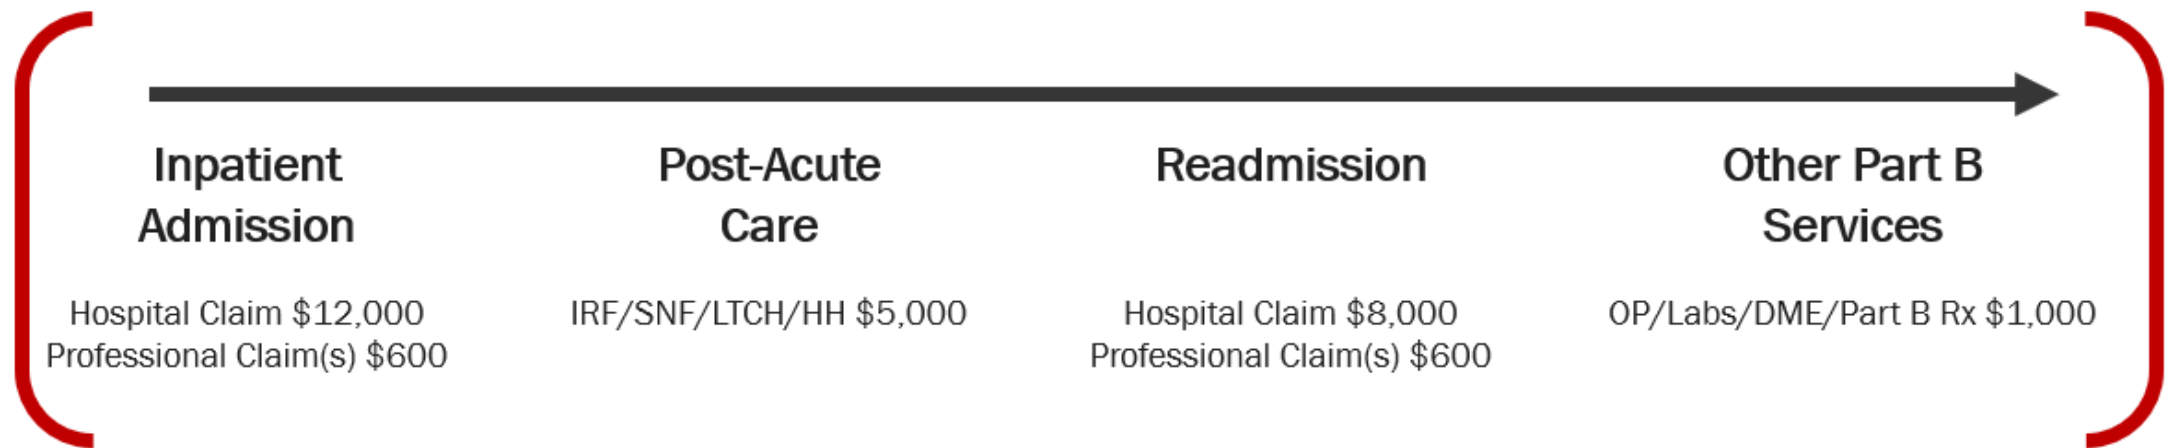 Inpatient
Admission
Hospital Claim $12,000
Professional Claim(s) $600
Post-Acute
Care
IRF/SNF/LTCH/HH $5,000
Readmission
Hospital Claim $8,000
Professional Claim(s) $600
Other Part B
Services
OP/Labs/DME/Part B Rx $1,000